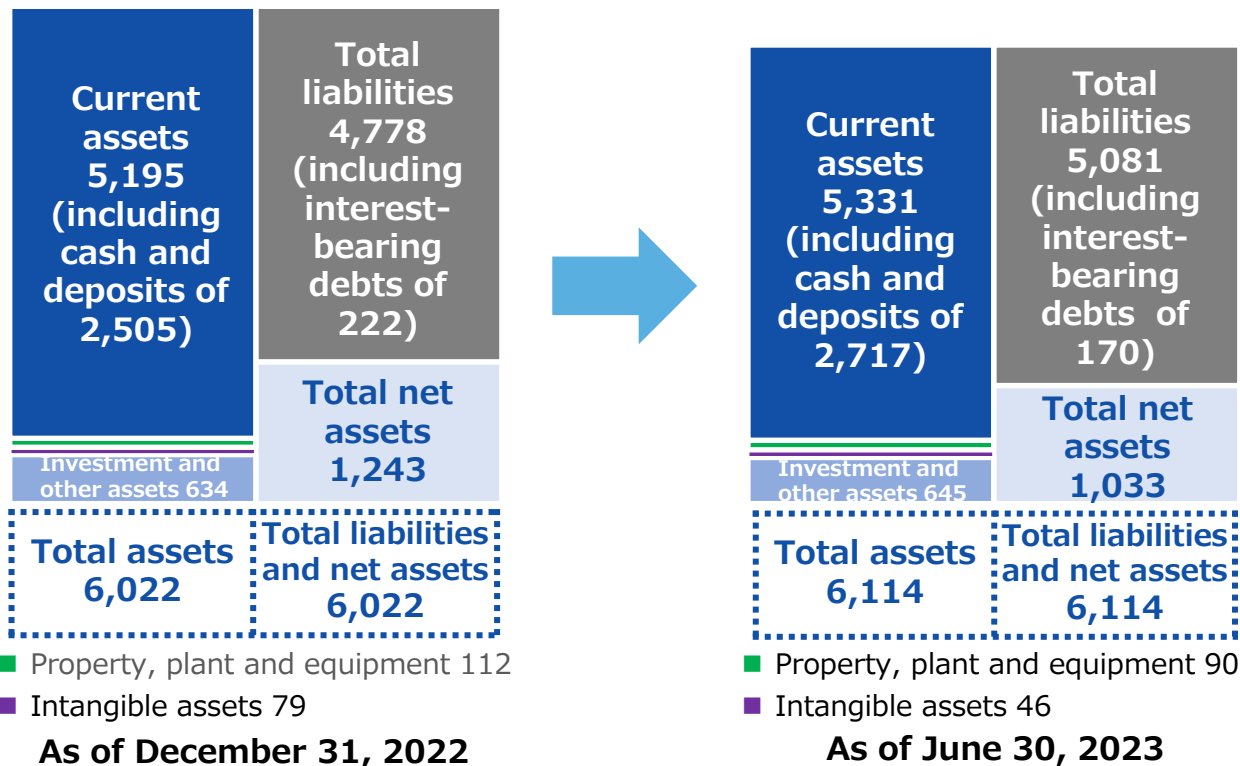 Current
assets
5,195
(including
cash and
deposits of
2,505)
Total
liabilities
4,778
(including
interest-
bearing
debts of
222)
Total net
assets
1,243
Investment and
other assets 634
Total assets
6,022
Total liabilities
and net assets
6,022
Property, plant and equipment 112
Intangible assets 79
As of December 31, 2022
Current
assets
5,331
(including
cash and
deposits of
2,717)
Total
liabilities
5,081
(including
interest-
bearing
debts of
170)
Total net
assets
1,033
Investment and
other assets 645
Total assets
6,114
Total liabilities
and net assets
6,114
Property, plant and equipment 90
Intangible assets 46
As of June 30, 2023